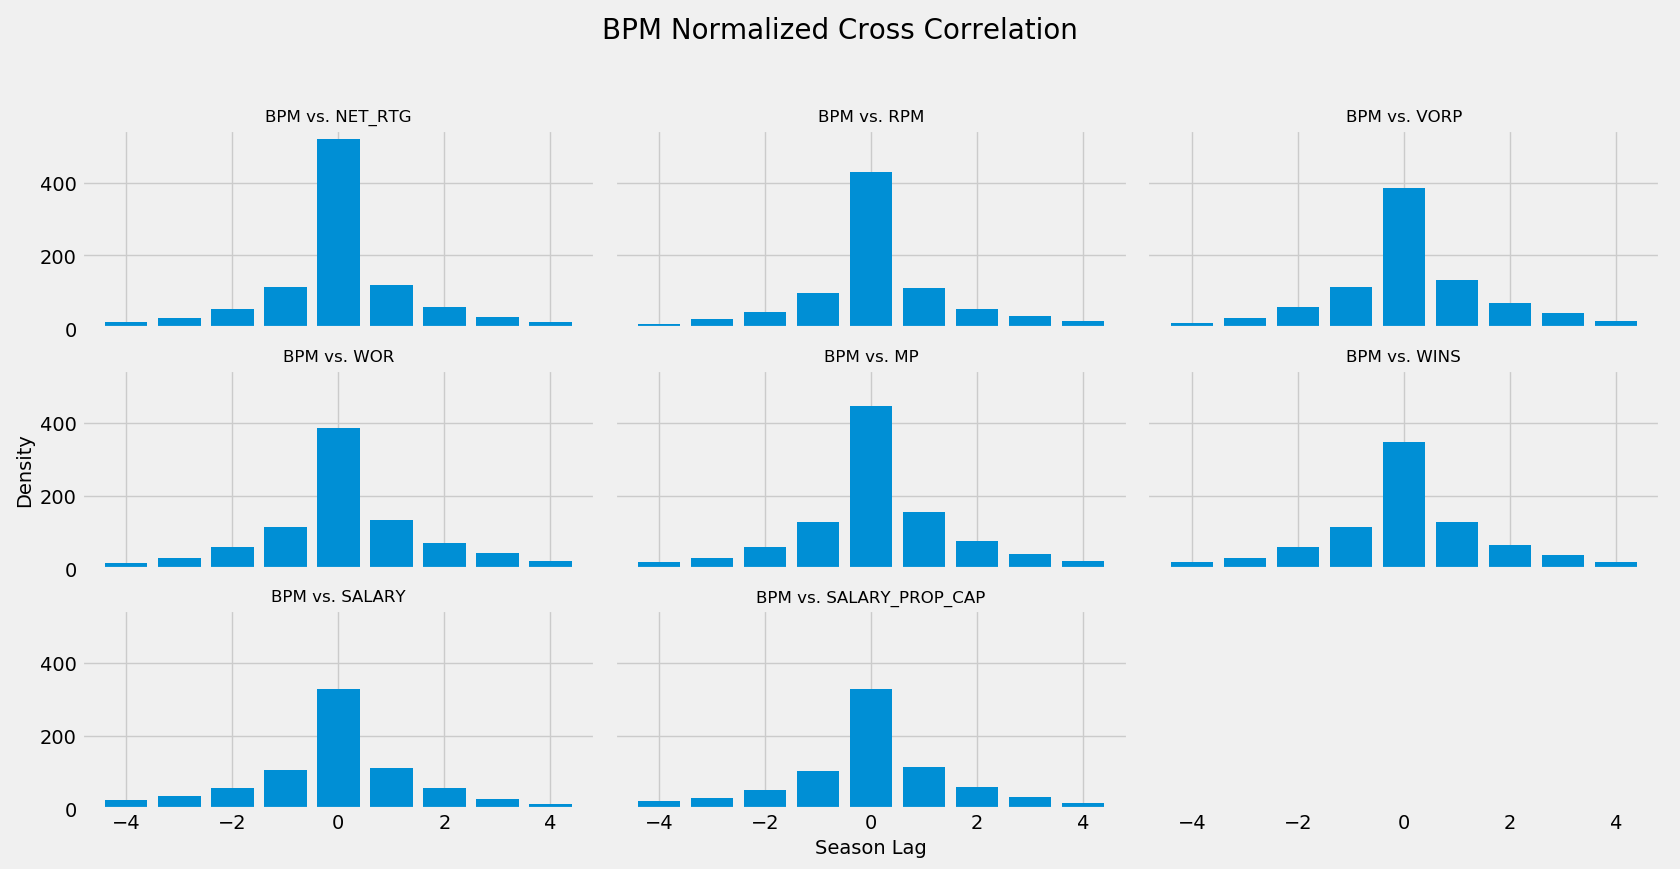 BPM Normalized Cross Correlation
BPM vs. NET_RTG
BPM vs. RPM
BPM vs. VORP
400
200
0
BPM vs. WOR
BPM vs. MP
BPM vs. WINS
Density
400
200
0
BPM vs. SALARY
BPM vs. SALARY_PROP_CAP
400
200
0
−4 −2 0 2 4
−4 −2 0 2 4
−4 −2 0 2 4
Season Lag